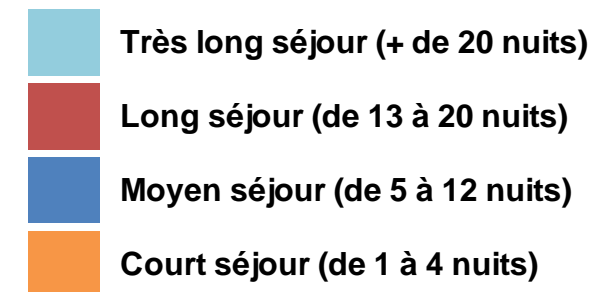 Très long séjour (+ de 20 nuits)
Long séjour (de 13 à 20 nuits)
Moyen séjour (de 5 à 12 nuits)
Court séjour (de 1 à 4 nuits)